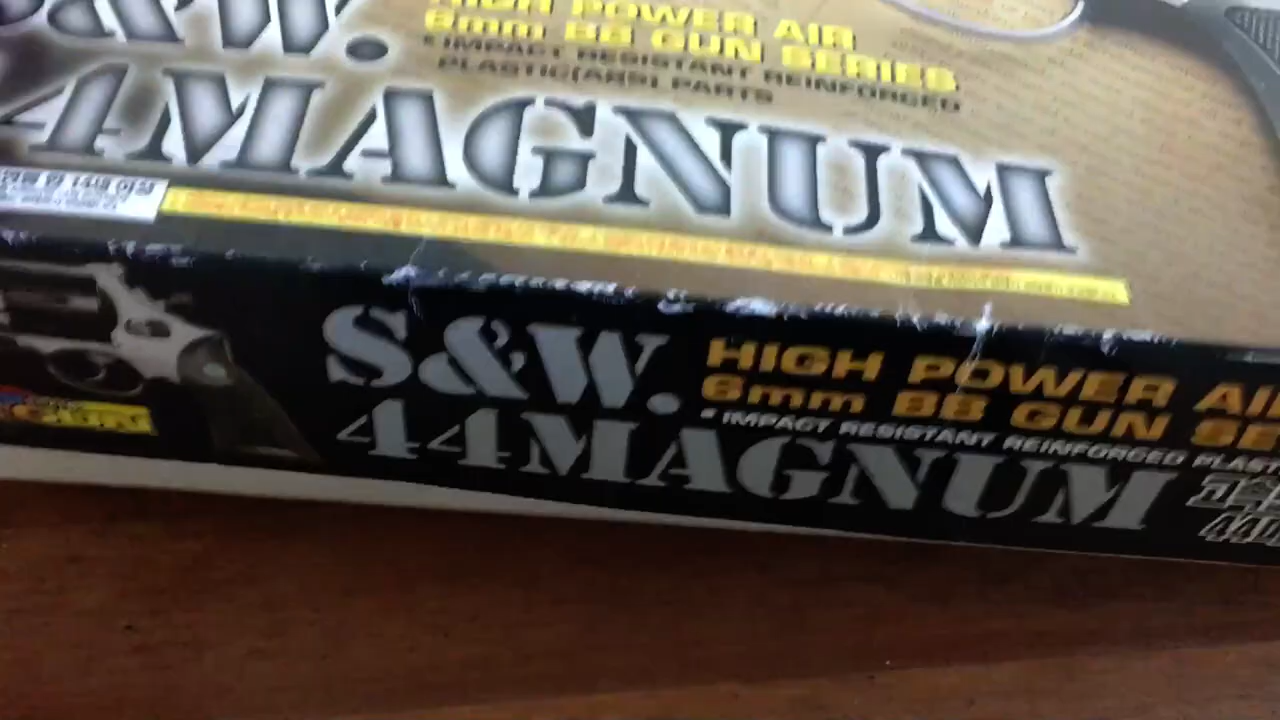 &W.
HIGH POWER AIR
6mm BB GUN SERIES
* IMPACT RESISTANT REINFORCED
PLASTIC(ABS) PARTS
4MAGNUM
S&W.
44MAGNUM
HIGH POWER AI
6mm BB GUN SE
* IMPACT RESISTANT REINFORCED PLAST